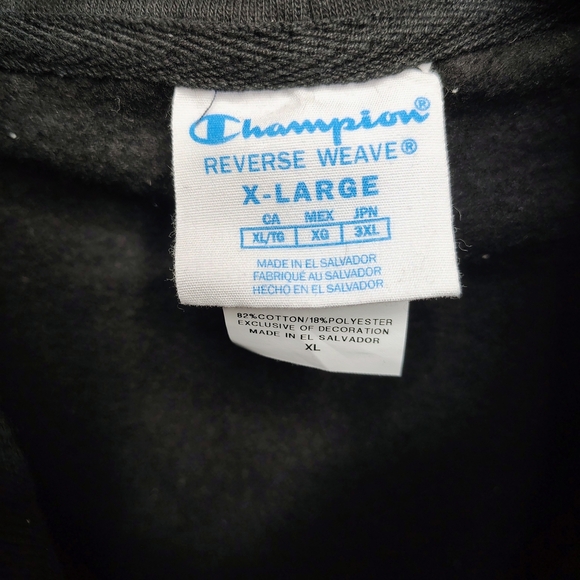 Champion®
REVERSE WEAVE®
X-LARGE
CA MEX JPN
XL/TG XG 3XL
MADE IN EL SALVADOR
FABRIQUÉ AU SALVADOR
HECHO EN EL SALVADOR
82%COTTON/18%POLYESTER
EXCLUSIVE OF DECORATION
MADE IN EL SALVADOR
XL